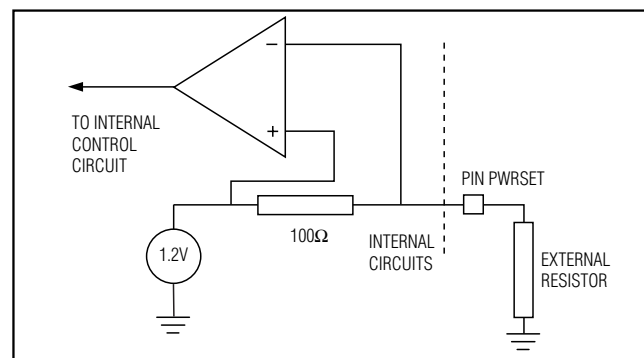 −
+
TO INTERNAL
CONTROL
CIRCUIT
PIN PWRSET
1.2V
100Ω
INTERNAL
CIRCUITS
EXTERNAL
RESISTOR